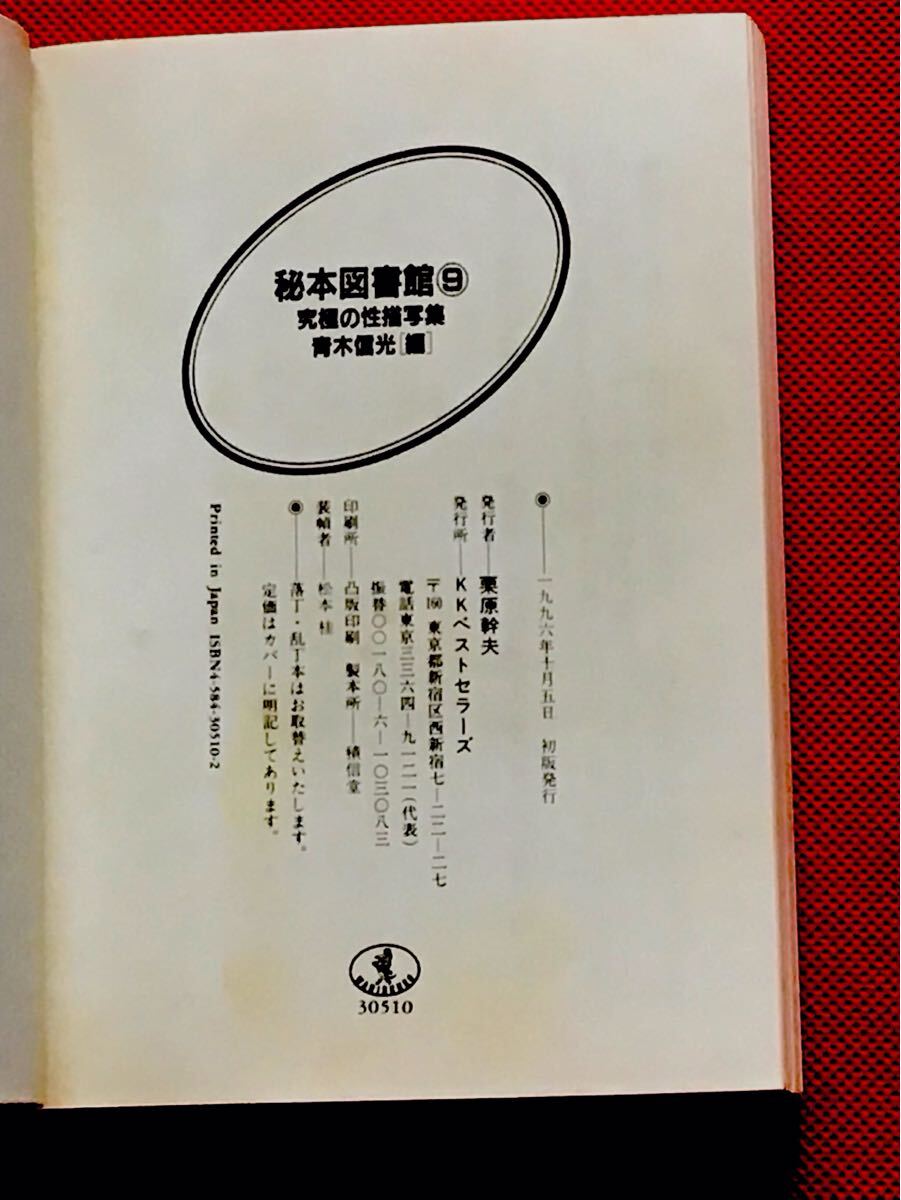 秘本図書館⑨
究極の性描写集
青木信光[編]
◉——一九九六年十月五日 初版発行
発行者——栗原幹夫
発行所——KKベストセラーズ
〒160 東京都新宿区西新宿七—二二—二七
電話東京三三六四—九一二一(代表)
振替〇〇一八〇—六—一〇三〇八三
印刷所——凸版印刷 製本所——積信堂
装幀者——松本桂
◉——落丁・乱丁本はお取替えいたします。
定価はカバーに明記してあります。
Printed in Japan ISBN4-584-30510-2
WANIBUNKO
30510